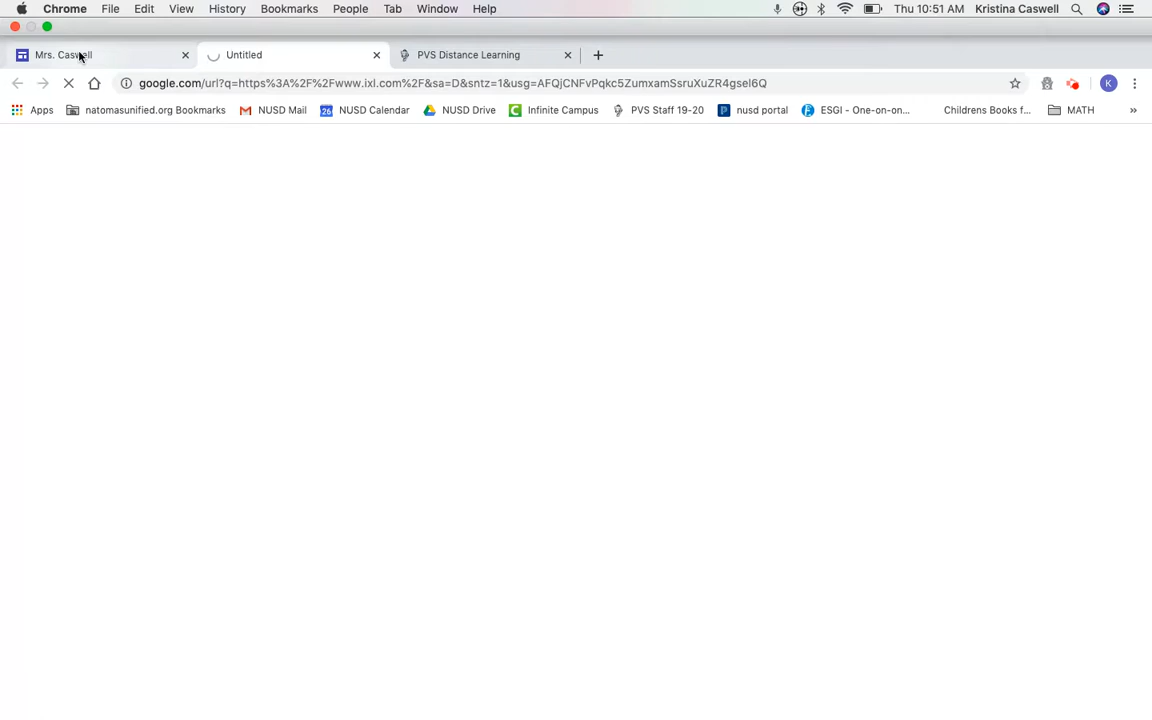 Chrome File Edit View History Bookmarks People Tab Window Help Thu 10:51 AM Kristina Caswell
Mrs. Caswell Untitled PVS Distance Learning
google.com/url?q=https%3A%2F%2Fwww.ixl.com%2F&sa=D&sntz=1&usg=AFQjCNFvPqkc5ZumxamSsruXuZR4gsel6Q K
Apps natomasunified.org Bookmarks NUSD Mail 26 NUSD Calendar NUSD Drive Infinite Campus PVS Staff 19-20 nusd portal ESGI - One-on-on... Childrens Books f... MATH »